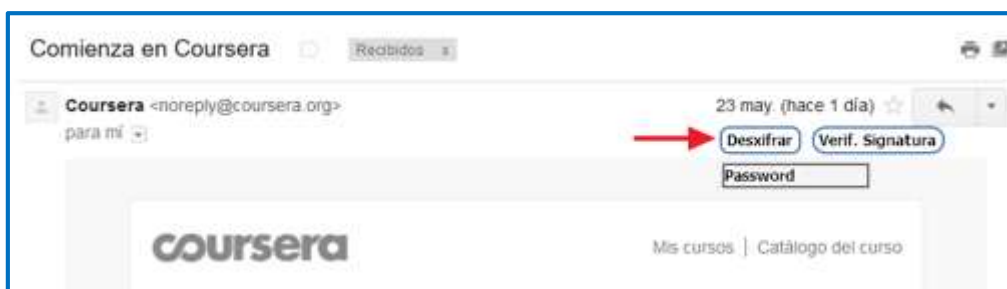 Comienza en Coursera Recibidos x
Coursera <noreply@coursera.org> 23 may. (hace 1 día)
para mí
Desxifrar Verif. Signatura
Password
coursera Mis cursos | Catálogo del curso